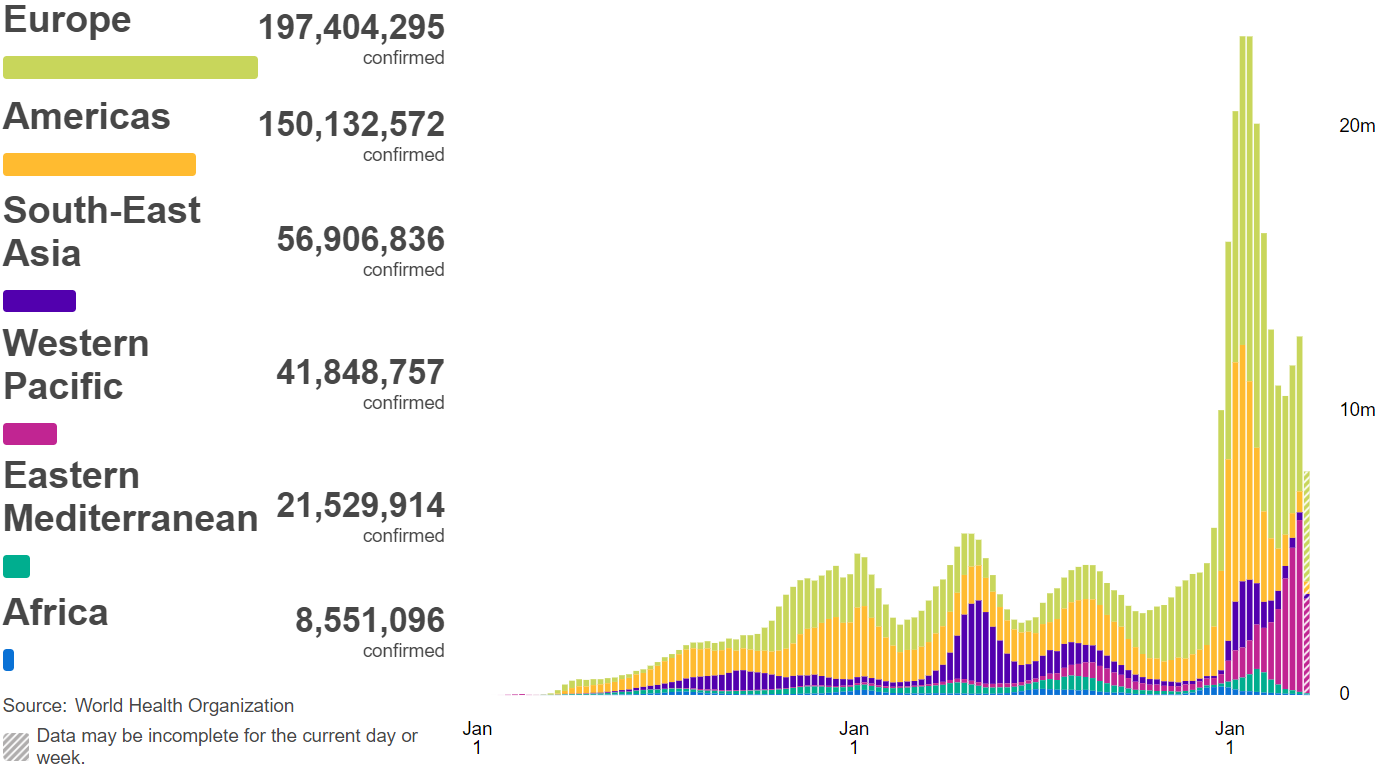 Europe
197,404,295
confirmed
Americas
150,132,572
confirmed
South-East
Asia
56,906,836
confirmed
Western
Pacific
41,848,757
confirmed
Eastern
Mediterranean
21,529,914
confirmed
Africa
8,551,096
confirmed
Source: World Health Organization
Data may be incomplete for the current day or
week.
20m
10m
0
Jan
1
Jan
1
Jan
1